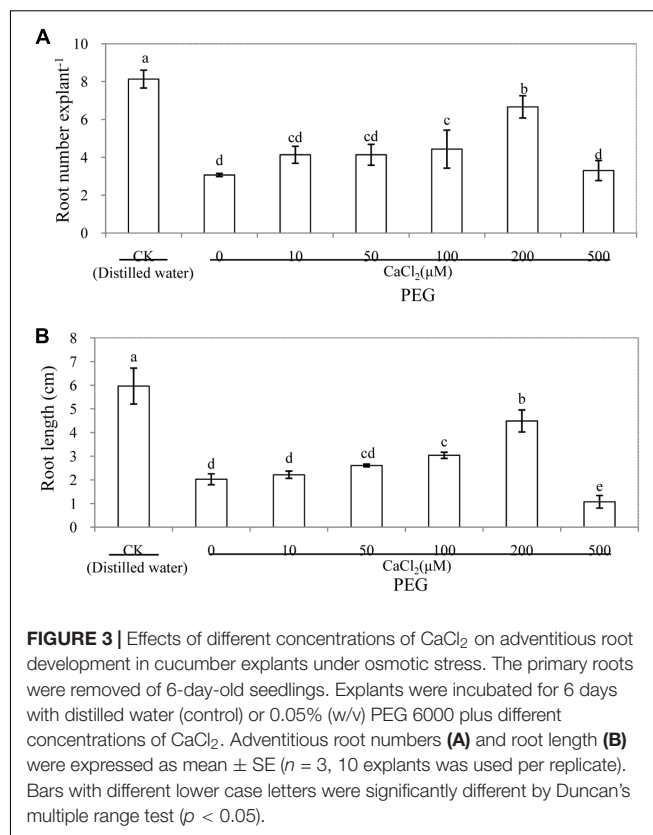 A
Root number explant⁻¹
10
8
6
4
2
0
a
d
cd
cd
c
b
d
CK 0 10 50 100 200 500
(Distilled water) CaCl₂(μM)
PEG
B
Root length (cm)
8
7
6
5
4
3
2
1
0
a
d
d
cd
c
b
e
CK 0 10 50 100 200 500
(Distilled water) CaCl₂(μM)
PEG
FIGURE 3 | Effects of different concentrations of CaCl₂ on adventitious root
development in cucumber explants under osmotic stress. The primary roots
were removed of 6-day-old seedlings. Explants were incubated for 6 days
with distilled water (control) or 0.05% (w/v) PEG 6000 plus different
concentrations of CaCl₂. Adventitious root numbers (A) and root length (B)
were expressed as mean ± SE (n = 3, 10 explants was used per replicate).
Bars with different lower case letters were significantly different by Duncan's
multiple range test (p < 0.05).